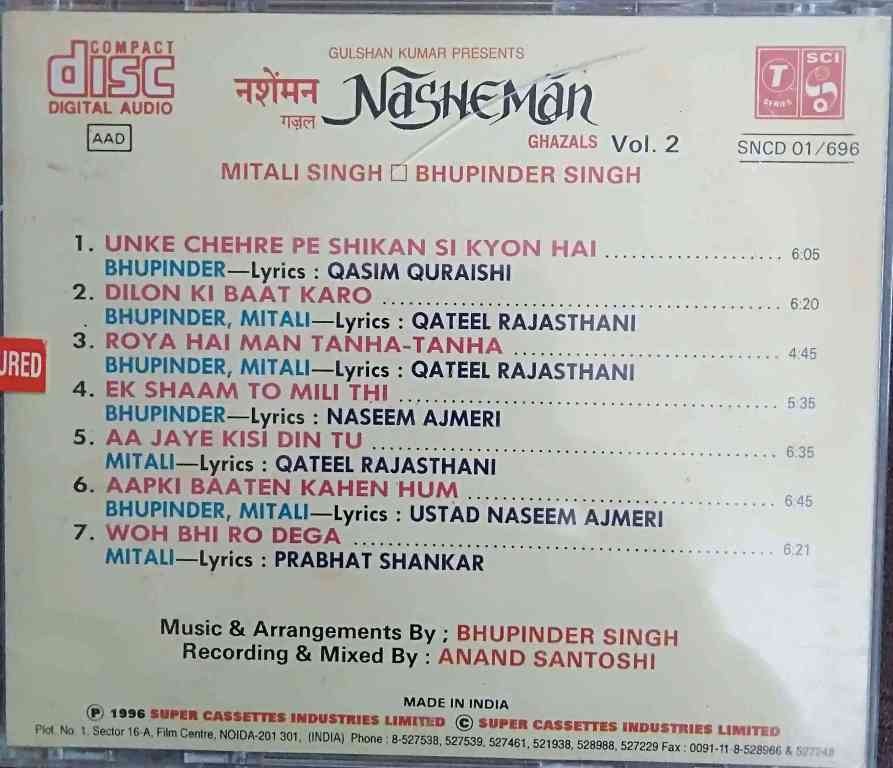 COMPACT
disc
DIGITAL AUDIO
AAD
GULSHAN KUMAR PRESENTS
नशेंमन NASHEMAN
गज़ल GHAZALS Vol. 2
T
SERIES
SCI
SNCD 01/696
MITALI SINGH □ BHUPINDER SINGH
1. UNKE CHEHRE PE SHIKAN SI KYON HAI .................... 6:05
BHUPINDER—Lyrics : QASIM QURAISHI
2. DILON KI BAAT KARO .................... 6:20
BHUPINDER, MITALI—Lyrics : QATEEL RAJASTHANI
3. ROYA HAI MAN TANHA-TANHA .................... 4:45
BHUPINDER, MITALI—Lyrics : QATEEL RAJASTHANI
4. EK SHAAM TO MILI THI .................... 5:35
BHUPINDER—Lyrics : NASEEM AJMERI
5. AA JAYE KISI DIN TU .................... 6:35
MITALI—Lyrics : QATEEL RAJASTHANI
6. AAPKI BAATEN KAHEN HUM .................... 6:45
BHUPINDER, MITALI—Lyrics : USTAD NASEEM AJMERI
7. WOH BHI RO DEGA .................... 6:21
MITALI—Lyrics : PRABHAT SHANKAR
URED
Music & Arrangements By ; BHUPINDER SINGH
Recording & Mixed By : ANAND SANTOSHI
MADE IN INDIA
Ⓟ 1996 SUPER CASSETTES INDUSTRIES LIMITED © SUPER CASSETTES INDUSTRIES LIMITED
Plot. No. 1. Sector 16-A, Film Centre, NOIDA-201 301, (INDIA) Phone : 8-527538, 527539, 527461, 521938, 528988, 527229 Fax : 0091-11-8-528966 & 527248